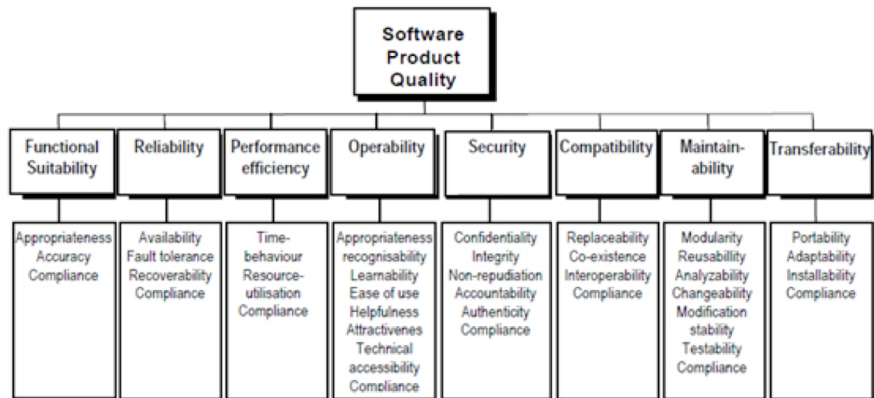 Software
Product
Quality
Functional
Suitability
Reliability
Performance
efficiency
Operability
Security
Compatibility
Maintain-
ability
Transferability
Appropriateness
Accuracy
Compliance
Availability
Fault tolerance
Recoverability
Compliance
Time-
behaviour
Resource-
utilisation
Compliance
Appropriateness
recognisability
Learnability
Ease of use
Helpfulness
Attractivenes
Technical
accessibility
Compliance
Confidentiality
Integrity
Non-repudiation
Accountability
Authenticity
Compliance
Replaceability
Co-existence
Interoperability
Compliance
Modularity
Reusabillity
Analyzability
Changeability
Modification
stability
Testability
Compliance
Portability
Adaptability
Installability
Compliance